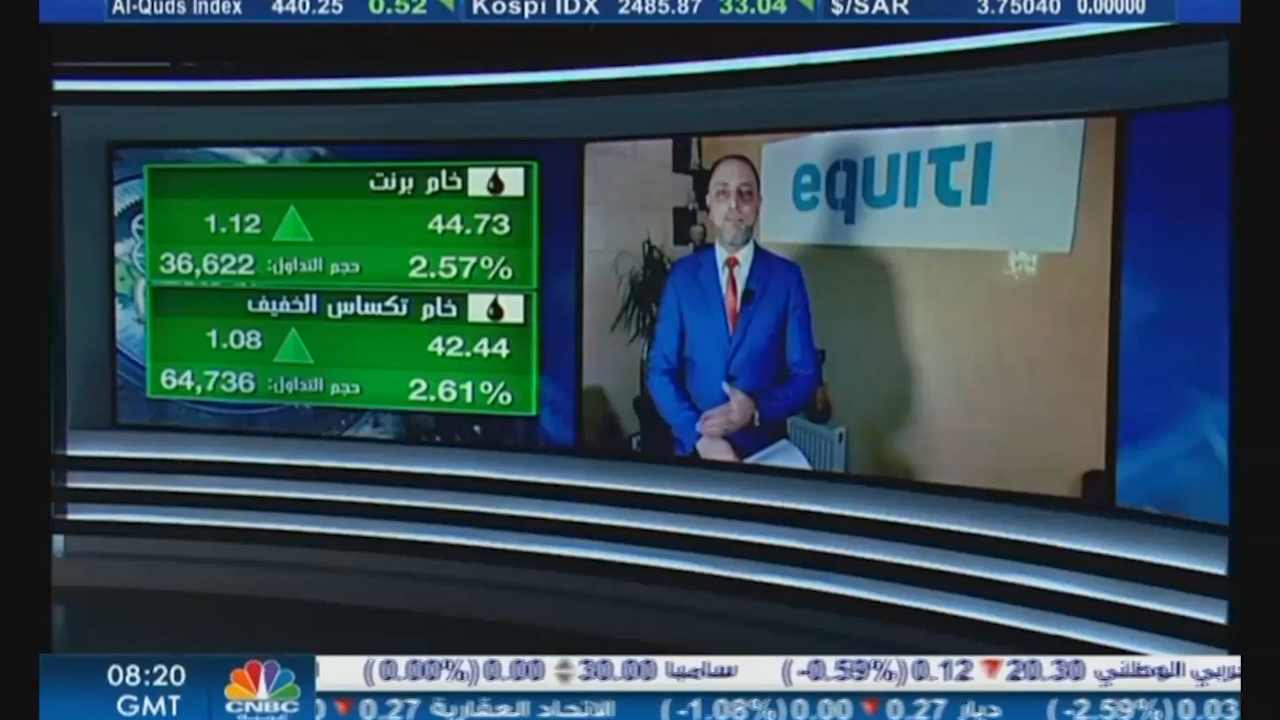 Al-Quds Index 440.25 0.52 Kospi IDX 2485.87 33.04 $/SAR 3.75040 0.00000
خام برنت
1.12 44.73
36,622 حجم التداول: 2.57%
خام تكساس الخفيف
1.08 42.44
64,736 حجم التداول: 2.61%
equiti
08:20
GMT
CNBC
عربية
سامبا 30.00 0.00 (0.00%)
الوطني 20.30 0.12 (-0.59%)
الاتحاد العقارية 0.27
ديار 0.27 0.00 (-1.08%)
0.03 (-2.59%)